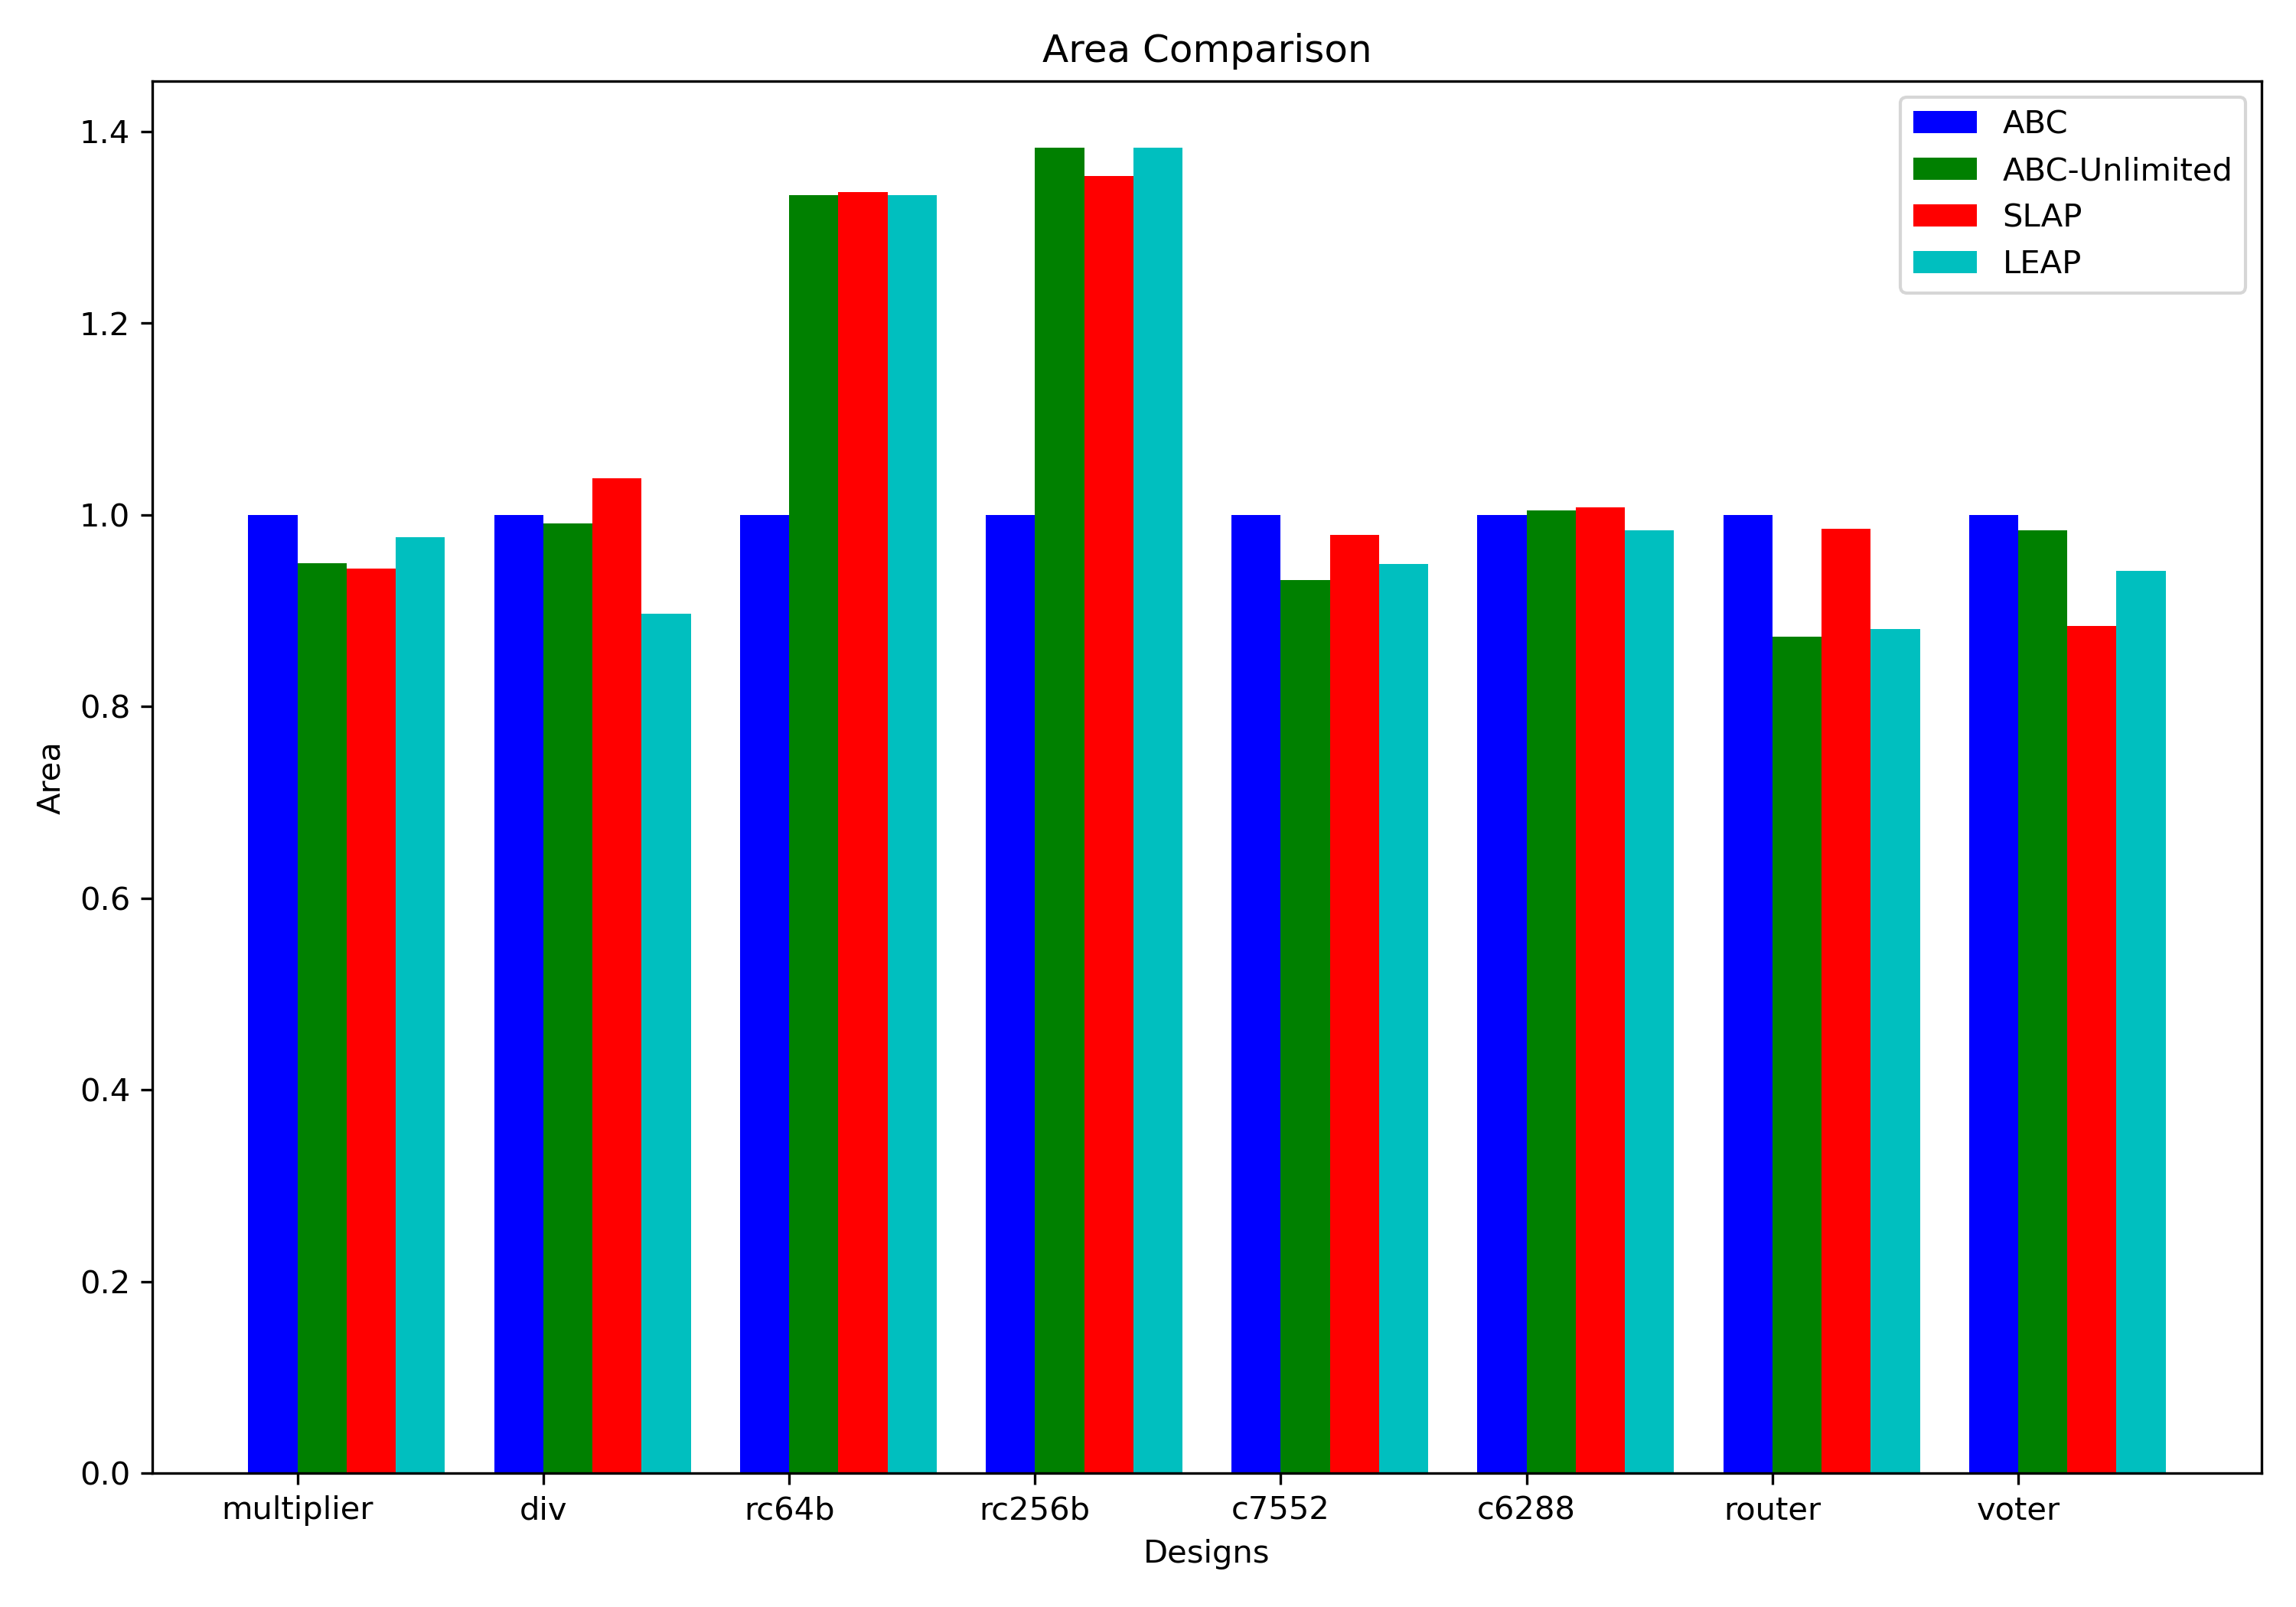 Area Comparison
ABC
ABC-Unlimited
SLAP
LEAP
1.4
1.2
1.0
0.8
0.6
0.4
0.2
0.0
Area
multiplier div rc64b rc256b c7552 c6288 router voter
Designs